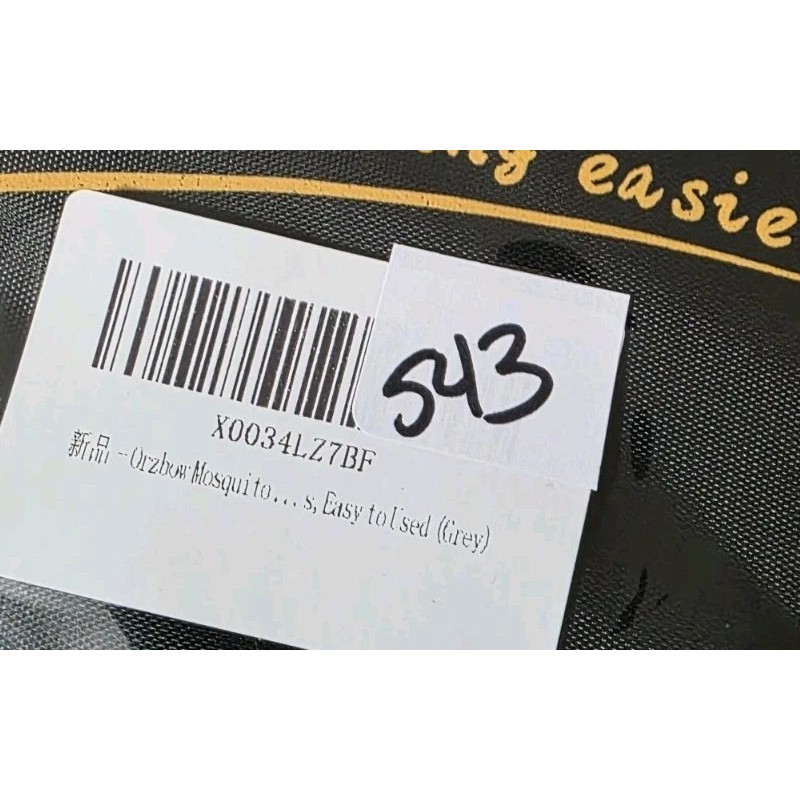 easie
543
X0034LZ7BF
新品 -Orzbow Mosquito... s, Easy to Used (Grey)